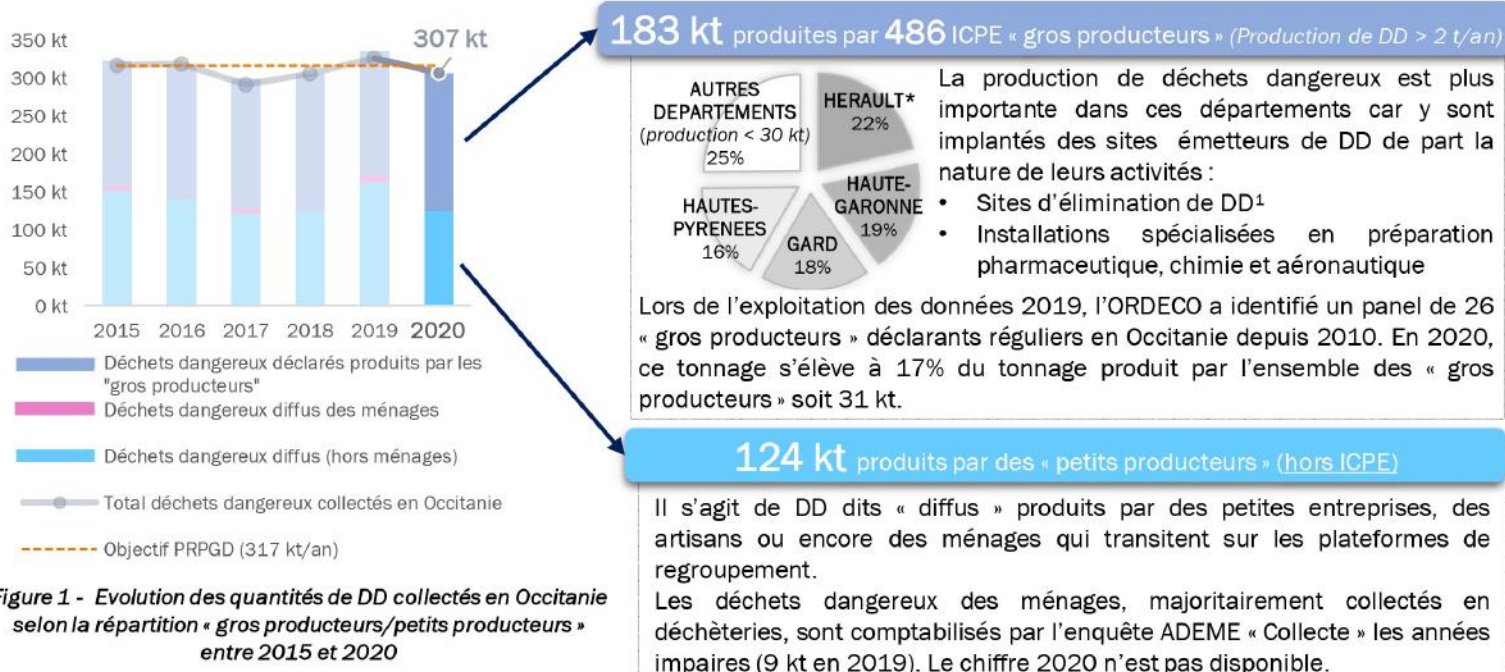 350 kt
300 kt
250 kt
200 kt
150 kt
100 kt
50 kt
0 kt
307 kt
2015 2016 2017 2018 2019 2020
Déchets dangereux déclarés produits par les
"gros producteurs"
Déchets dangereux diffus des ménages
Déchets dangereux diffus (hors ménages)
Total déchets dangereux collectés en Occitanie
Objectif PRPGD (317 kt/an)
Figure 1 - Evolution des quantités de DD collectés en Occitanie
selon la répartition « gros producteurs/petits producteurs »
entre 2015 et 2020
183 kt produites par 486 ICPE « gros producteurs » (Production de DD > 2 t/an)
AUTRES
DEPARTEMENTS
(production < 30 kt)
25%
HERAULT*
22%
HAUTE-
GARONNE
19%
GARD
18%
HAUTES-
PYRENEES
16%
La production de déchets dangereux est plus
importante dans ces départements car y sont
implantés des sites émetteurs de DD de part la
nature de leurs activités :
• Sites d'élimination de DD¹
• Installations spécialisées en préparation
pharmaceutique, chimie et aéronautique
Lors de l'exploitation des données 2019, l'ORDECO a identifié un panel de 26
« gros producteurs » déclarants réguliers en Occitanie depuis 2010. En 2020,
ce tonnage s'élève à 17% du tonnage produit par l'ensemble des « gros
producteurs » soit 31 kt.
124 kt produits par des « petits producteurs » (hors ICPE)
Il s'agit de DD dits « diffus » produits par des petites entreprises, des
artisans ou encore des ménages qui transitent sur les plateformes de
regroupement.
Les déchets dangereux des ménages, majoritairement collectés en
déchèteries, sont comptabilisés par l'enquête ADEME « Collecte » les années
impaires (9 kt en 2019). Le chiffre 2020 n'est pas disponible.